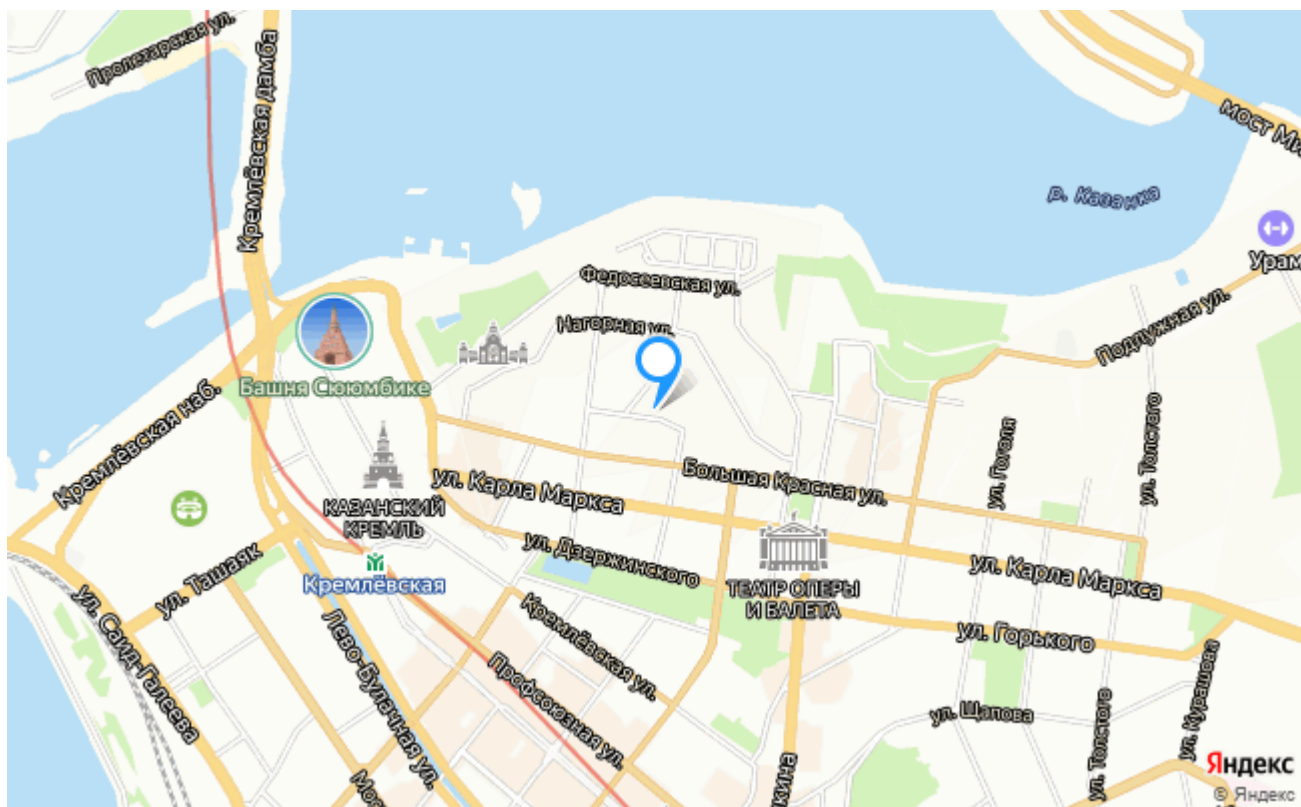 Пролетарская ул.
Кремлёвская дамба
мост Ми
р. Казанка
Урам
Федосеевская ул.
Нагорная ул.
Подлужная ул.
Башня Сююмбике
Кремлёвская наб.
ул. Гоголя
ул. Толстого
Большая Красная ул.
ул. Карла Маркса
КАЗАНСКИЙ
КРЕМЛЬ
ул. Дзержинского
ул. Ташаяк
Кремлёвская
ТЕАТР ОПЕРЫ
И БАЛЕТА
ул. Карла Маркса
ул. Саид-Галеева
Лево-Булачная ул.
Кремлёвская ул.
Профсоюзная ул.
ул. Горького
ул. Щапова
ул. Толстого
ул. Курашова
кина
Мос
Яндекс
© Яндекс